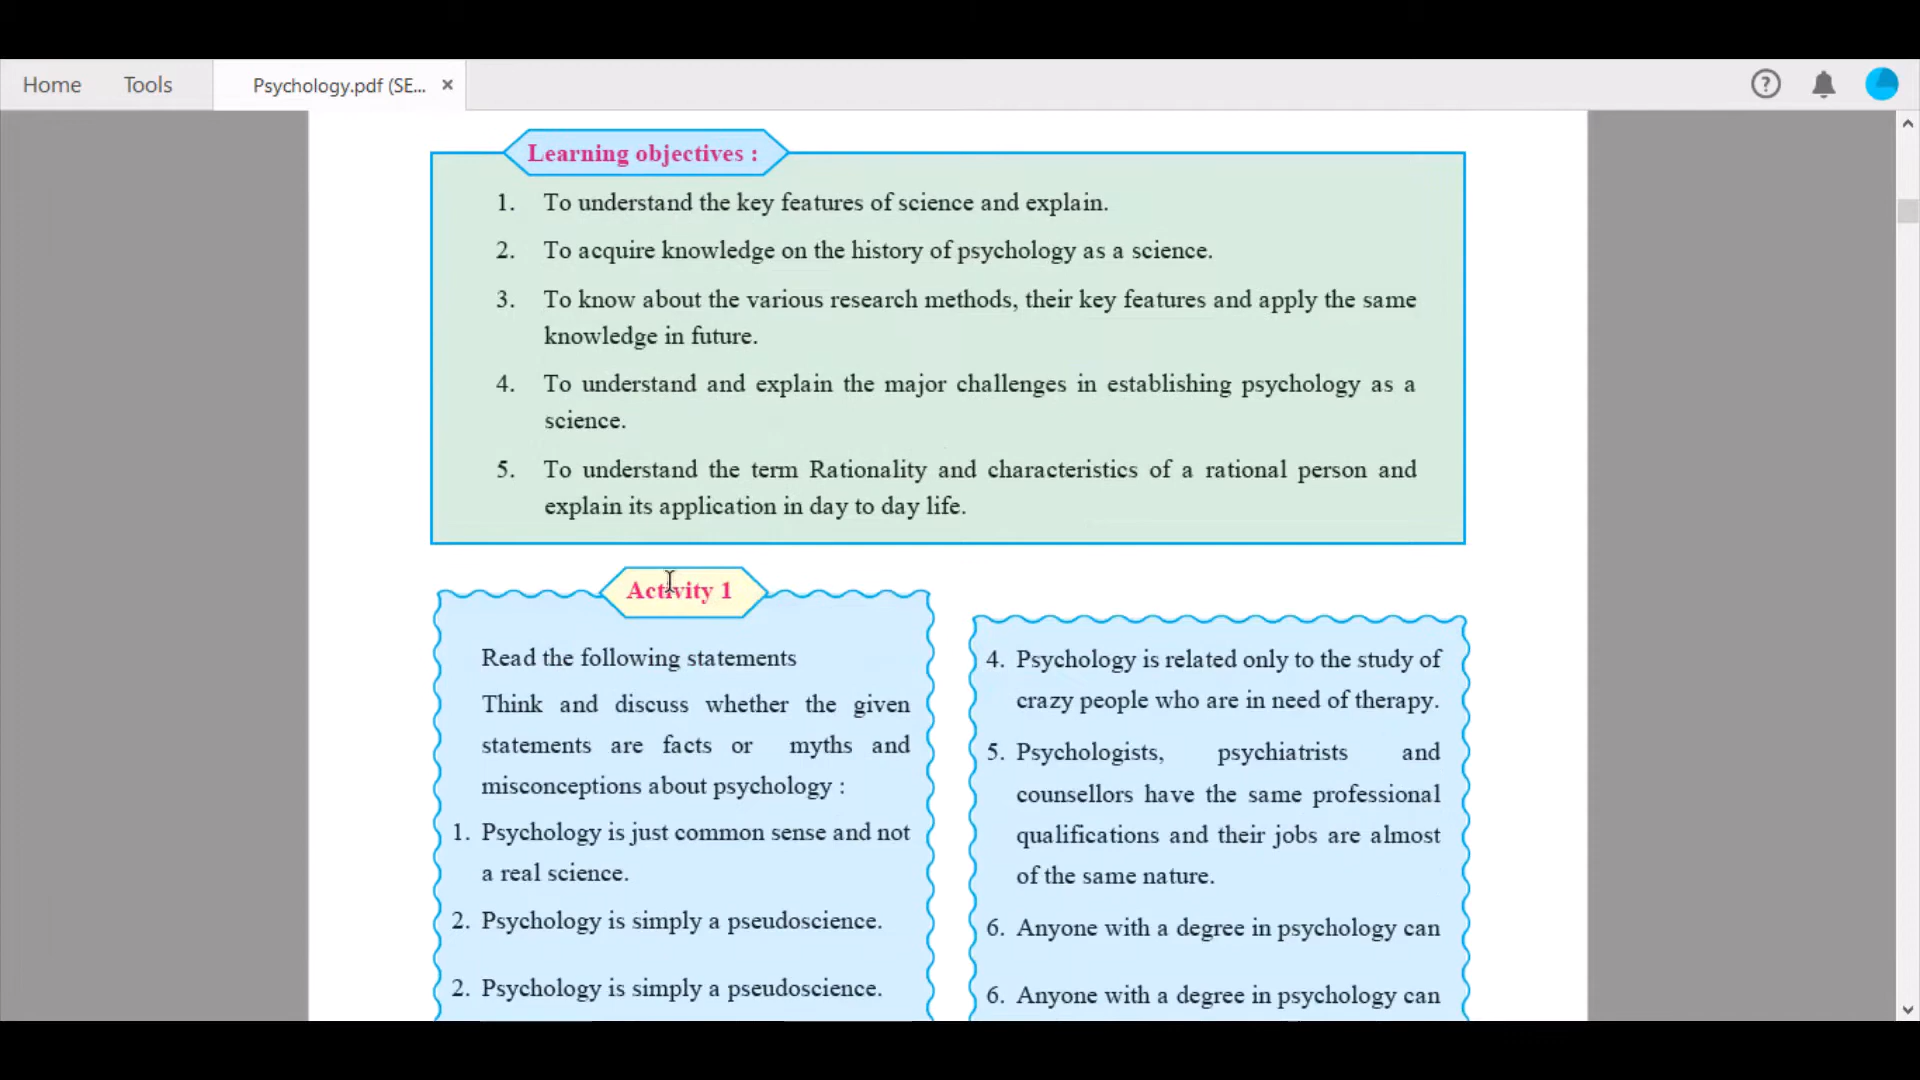 Home
Tools
Psychology.pdf (SE... ×
Learning objectives :
1. To understand the key features of science and explain.
2. To acquire knowledge on the history of psychology as a science.
3. To know about the various research methods, their key features and apply the same
knowledge in future.
4. To understand and explain the major challenges in establishing psychology as a
science.
5. To understand the term Rationality and characteristics of a rational person and
explain its application in day to day life.
Activity 1
Read the following statements
Think and discuss whether the given
statements are facts or myths and
misconceptions about psychology :
1. Psychology is just common sense and not
a real science.
2. Psychology is simply a pseudoscience.
2. Psychology is simply a pseudoscience.
4. Psychology is related only to the study of
crazy people who are in need of therapy.
5. Psychologists, psychiatrists and
counsellors have the same professional
qualifications and their jobs are almost
of the same nature.
6. Anyone with a degree in psychology can
6. Anyone with a degree in psychology can